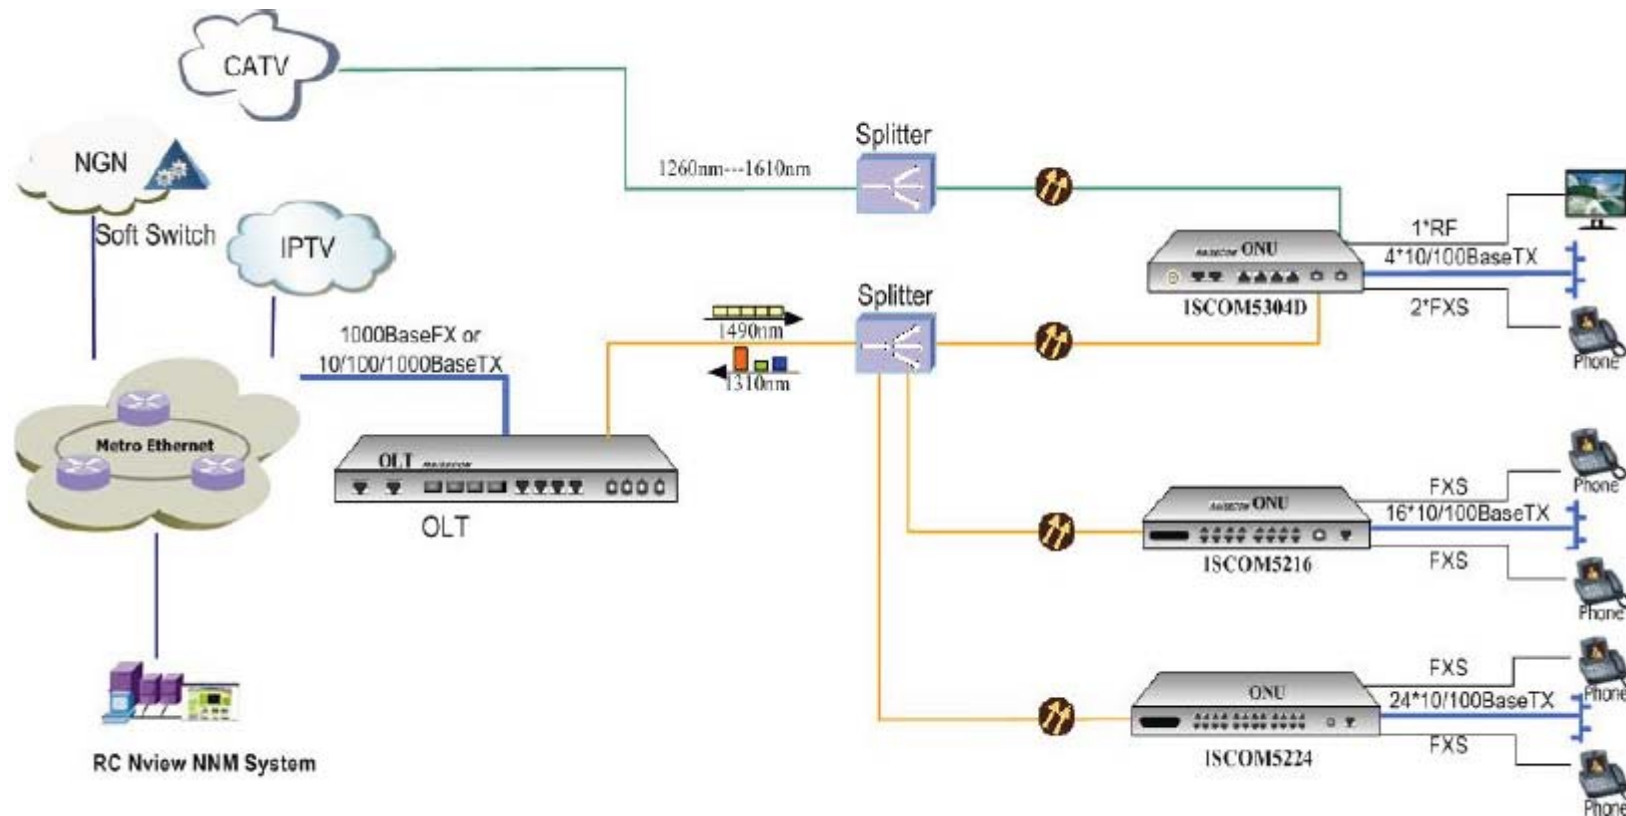 CATV
Splitter
NGN
1260nm---1610nm
Soft Switch
1*RF
IPTV
ONU
4*10/100BaseTX
Splitter
ISCOM5304D
2*FXS
1000BaseFX or
1490nm
10/100/1000BaseTX
Phone
1310nm
Metro Ethernet
OLT
Phone
FXS
ONU
16*10/100BaseTX
OLT
ISCOM5216
FXS
Phone
FXS
ONU
Phone
24*10/100BaseTX
FXS
ISCOM5224
RC Nview NNM System
Phone